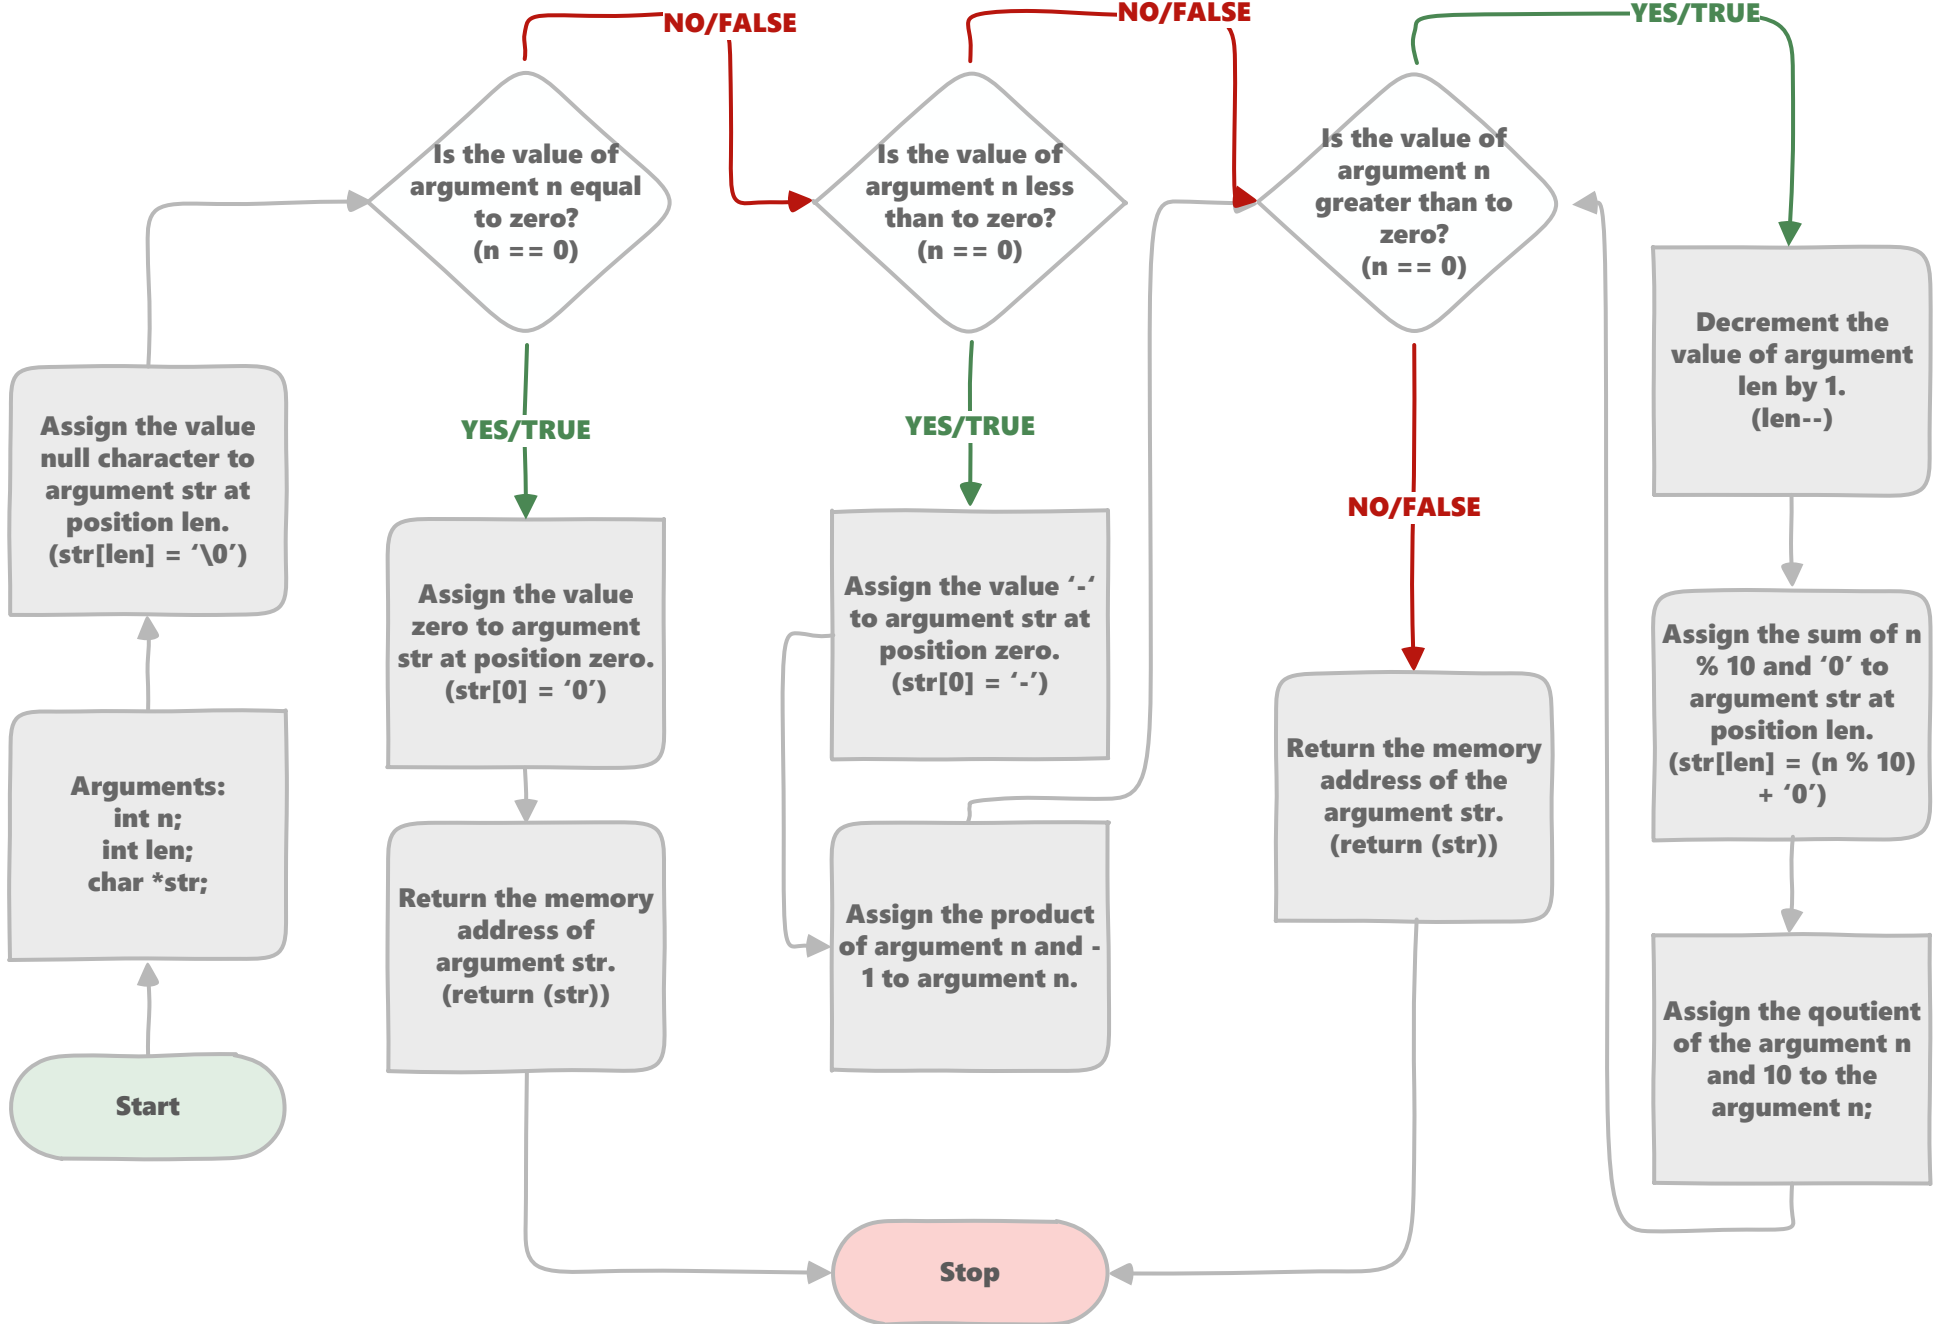 NO/FALSE
NO/FALSE
YES/TRUE
Is the value of
argument n equal
to zero?
(n == 0)
Is the value of
argument n less
than to zero?
(n == 0)
Is the value of
argument n
greater than to
zero?
(n == 0)
Decrement the
value of argument
len by 1.
(len--)
Assign the value
null character to
argument str at
position len.
(str[len] = ‘\0’)
YES/TRUE
YES/TRUE
NO/FALSE
Assign the value
zero to argument
str at position zero.
(str[0] = ‘0’)
Assign the value ‘-‘
to argument str at
position zero.
(str[0] = ‘-’)
Assign the sum of n
% 10 and ‘0’ to
argument str at
position len.
(str[len] = (n % 10)
+ ‘0’)
Arguments:
int n;
int len;
char *str;
Return the memory
address of the
argument str.
(return (str))
Return the memory
address of
argument str.
(return (str))
Assign the product
of argument n and -
1 to argument n.
Assign the qoutient
of the argument n
and 10 to the
argument n;
Start
Stop